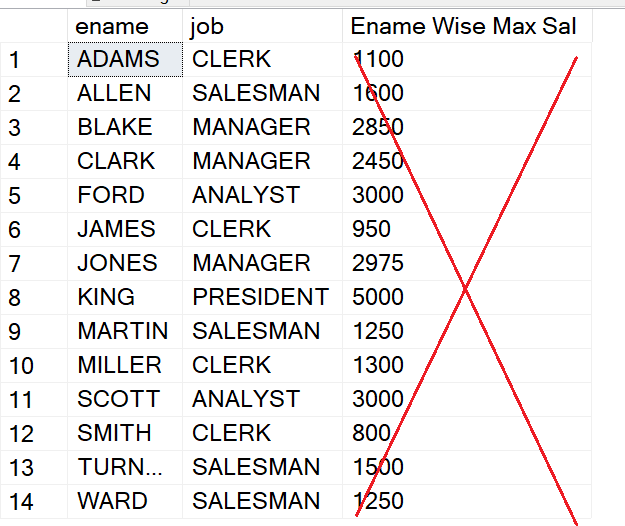 ename job Ename Wise Max Sal
1 ADAMS CLERK 1100
2 ALLEN SALESMAN 1600
3 BLAKE MANAGER 2850
4 CLARK MANAGER 2450
5 FORD ANALYST 3000
6 JAMES CLERK 950
7 JONES MANAGER 2975
8 KING PRESIDENT 5000
9 MARTIN SALESMAN 1250
10 MILLER CLERK 1300
11 SCOTT ANALYST 3000
12 SMITH CLERK 800
13 TURN... SALESMAN 1500
14 WARD SALESMAN 1250